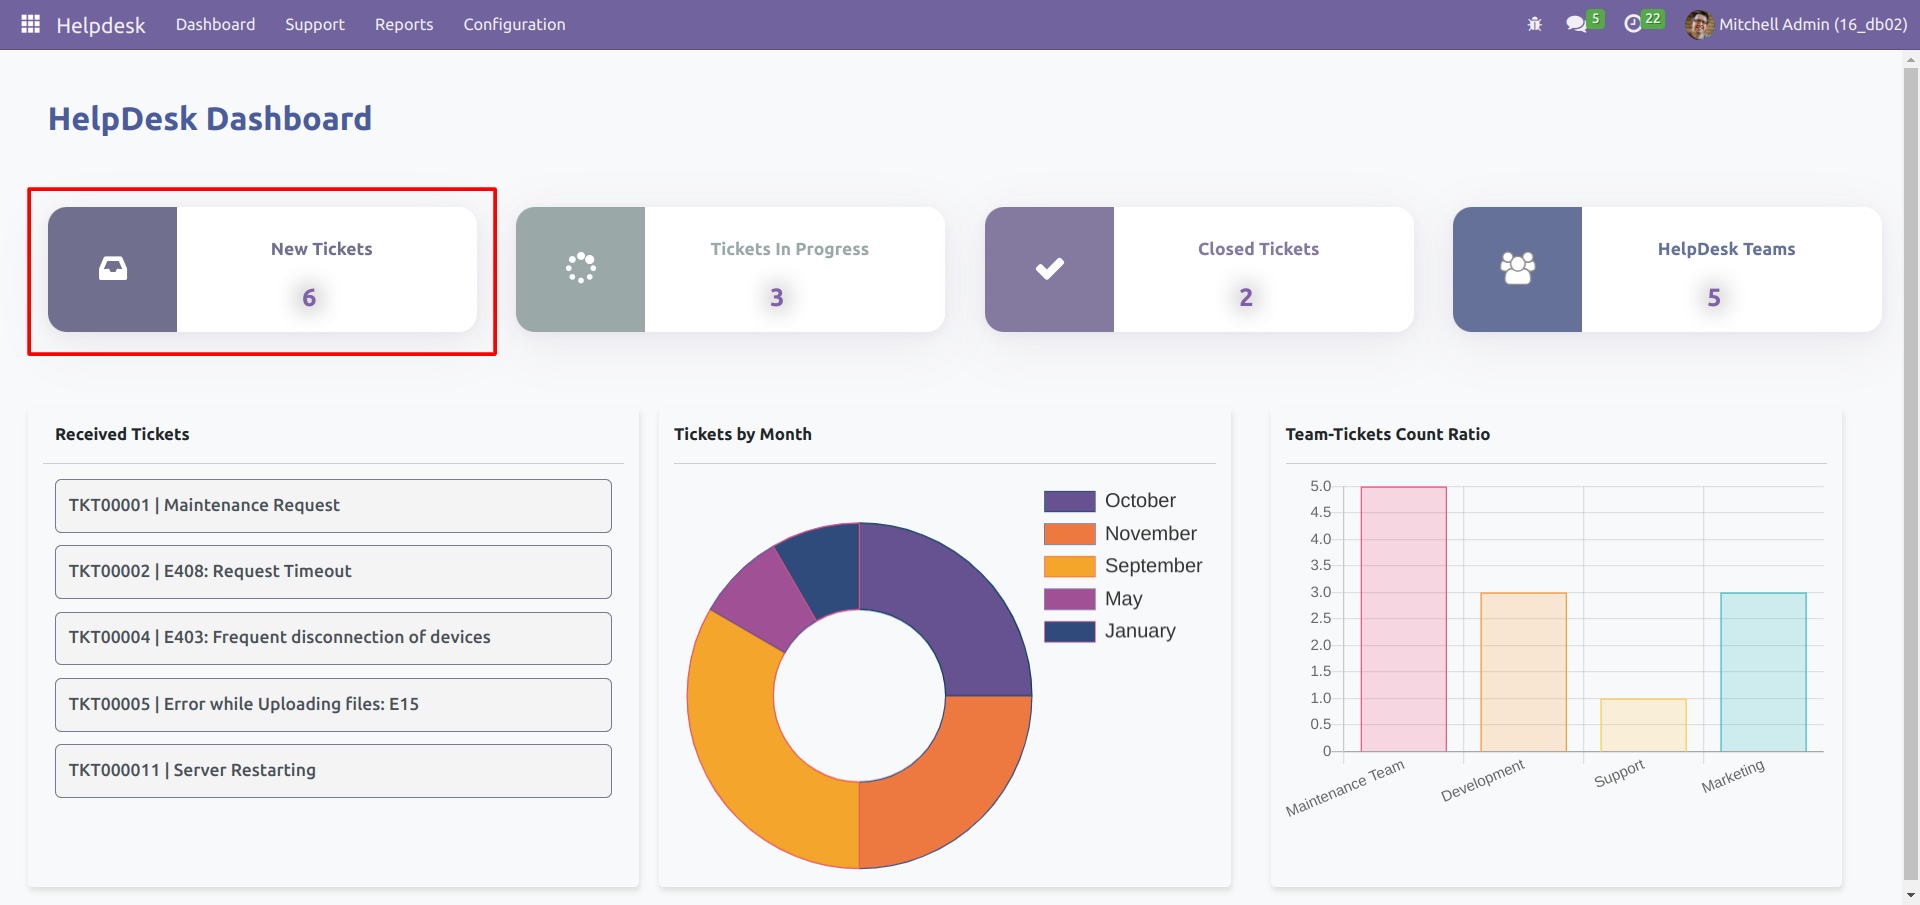 Helpdesk Dashboard Support Reports Configuration 5 22 Mitchell Admin (16_db02)
HelpDesk Dashboard
New Tickets
6
Tickets In Progress
3
Closed Tickets
2
HelpDesk Teams
5
Received Tickets
TKT00001 | Maintenance Request
TKT00002 | E408: Request Timeout
TKT00004 | E403: Frequent disconnection of devices
TKT00005 | Error while Uploading files: E15
TKT000011 | Server Restarting
Tickets by Month
October
November
September
May
January
Team-Tickets Count Ratio
5.0
4.5
4.0
3.5
3.0
2.5
2.0
1.5
1.0
0.5
0
Maintenance Team
Development
Support
Marketing